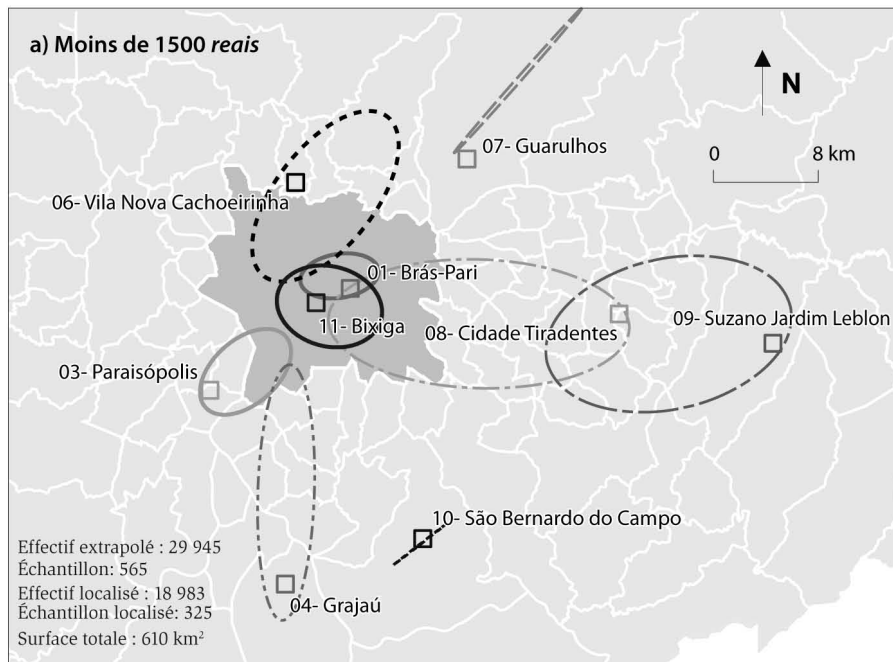 a) Moins de 1500 reais
N
07- Guarulhos
0 8 km
06- Vila Nova Cachoeirinha
01- Brás-Pari
11- Bixiga
08- Cidade Tiradentes
09- Suzano Jardim Leblon
03- Paraisópolis
10- São Bernardo do Campo
04- Grajaú
Effectif extrapolé : 29 945
Échantillon: 565
Effectif localisé : 18 983
Échantillon localisé: 325
Surface totale : 610 km²